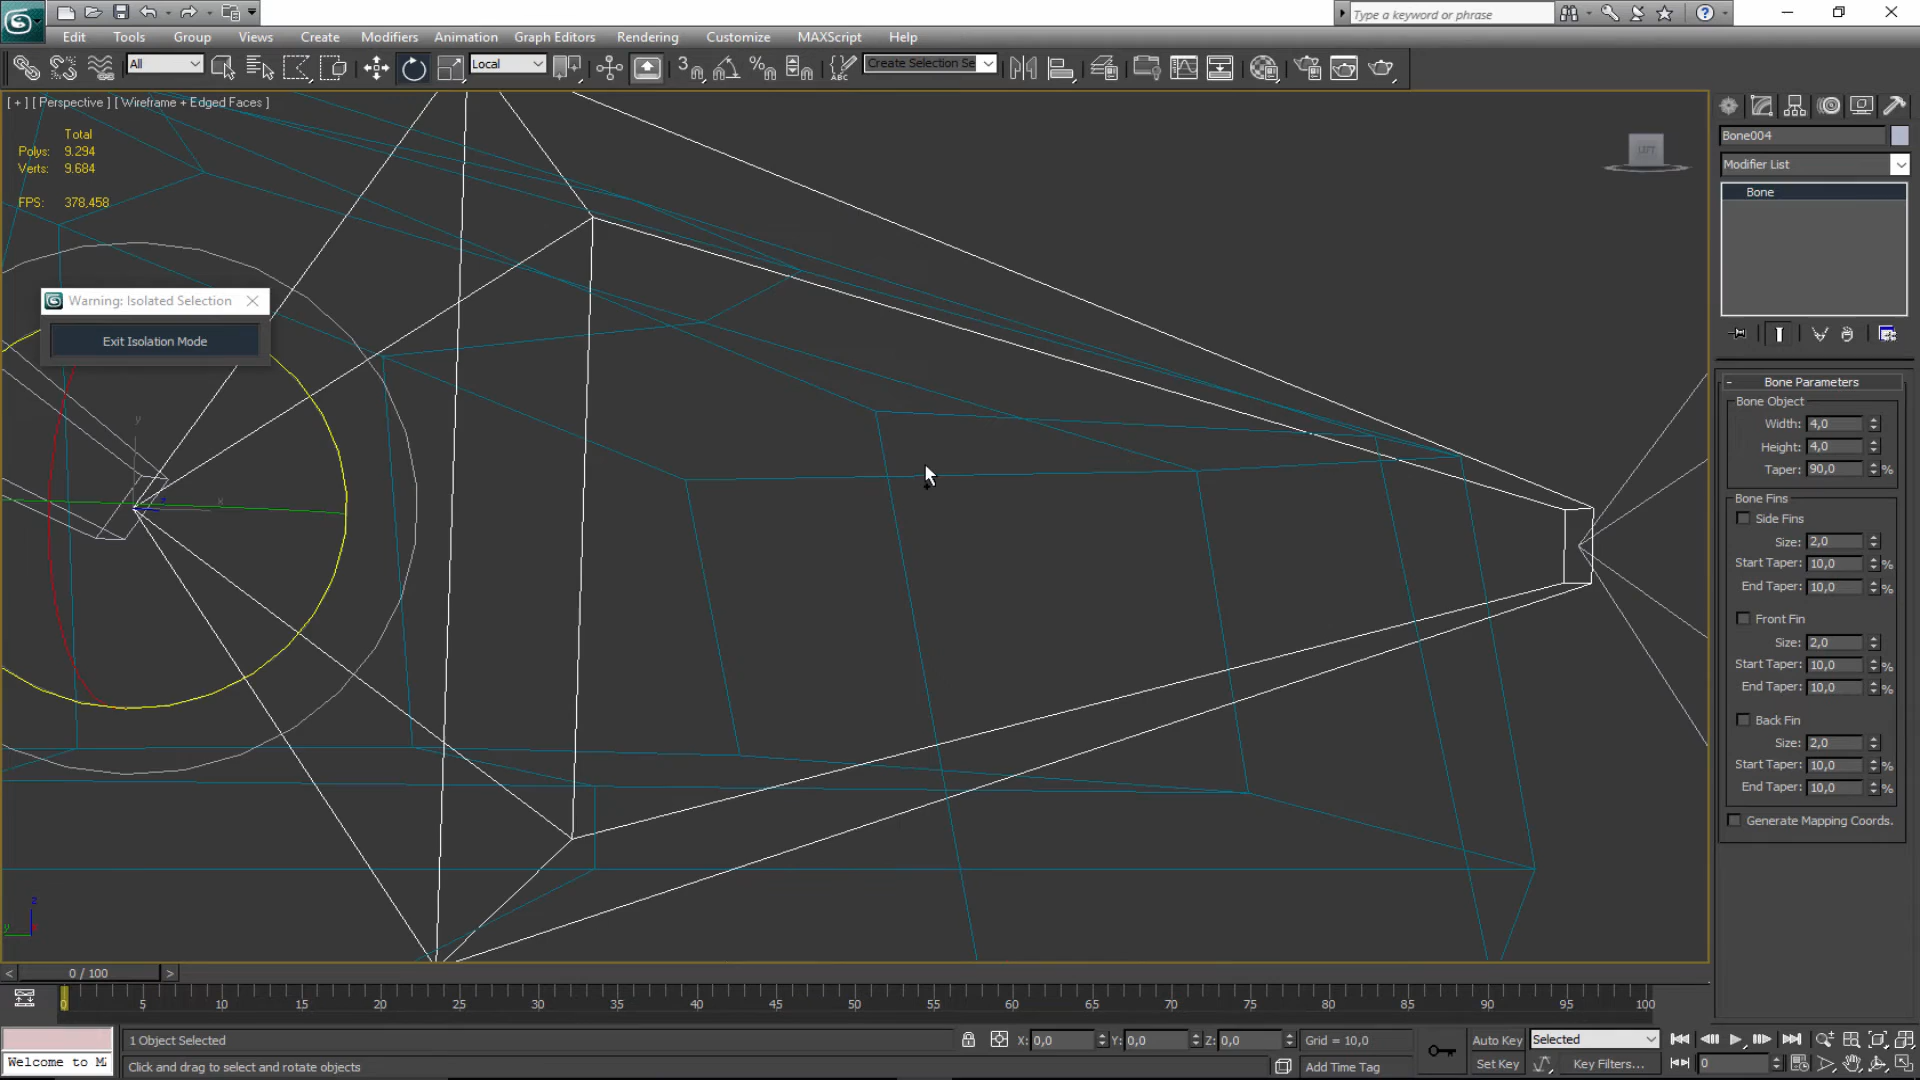 Type a keyword or phrase
Edit Tools Group Views Create Modifiers Animation Graph Editors Rendering Customize MAXScript Help
All Local 3 Create Selection Se
[ + ] [ Perspective ] [ Wireframe + Edged Faces ]
Total
Polys: 9.294
Verts: 9.684
FPS: 378,458
LEFT
Warning: Isolated Selection
Exit Isolation Mode
y
x
z
y
Bone004
Modifier List
Bone
- Bone Parameters
Bone Object
Width: 4,0
Height: 4,0
Taper: 90,0 %
Bone Fins
Side Fins
Size: 2,0
Start Taper: 10,0 %
End Taper: 10,0 %
Front Fin
Size: 2,0
Start Taper: 10,0 %
End Taper: 10,0 %
Back Fin
Size: 2,0
Start Taper: 10,0 %
End Taper: 10,0 %
Generate Mapping Coords.
< 0 / 100 >
0 5 10 15 20 25 30 35 40 45 50 55 60 65 70 75 80 85 90 95 100
1 Object Selected X: 0,0 Y: 0,0 Z: 0,0 Grid = 10,0 Auto Key Selected
Welcome to M Click and drag to select and rotate objects Add Time Tag Set Key Key Filters... 0